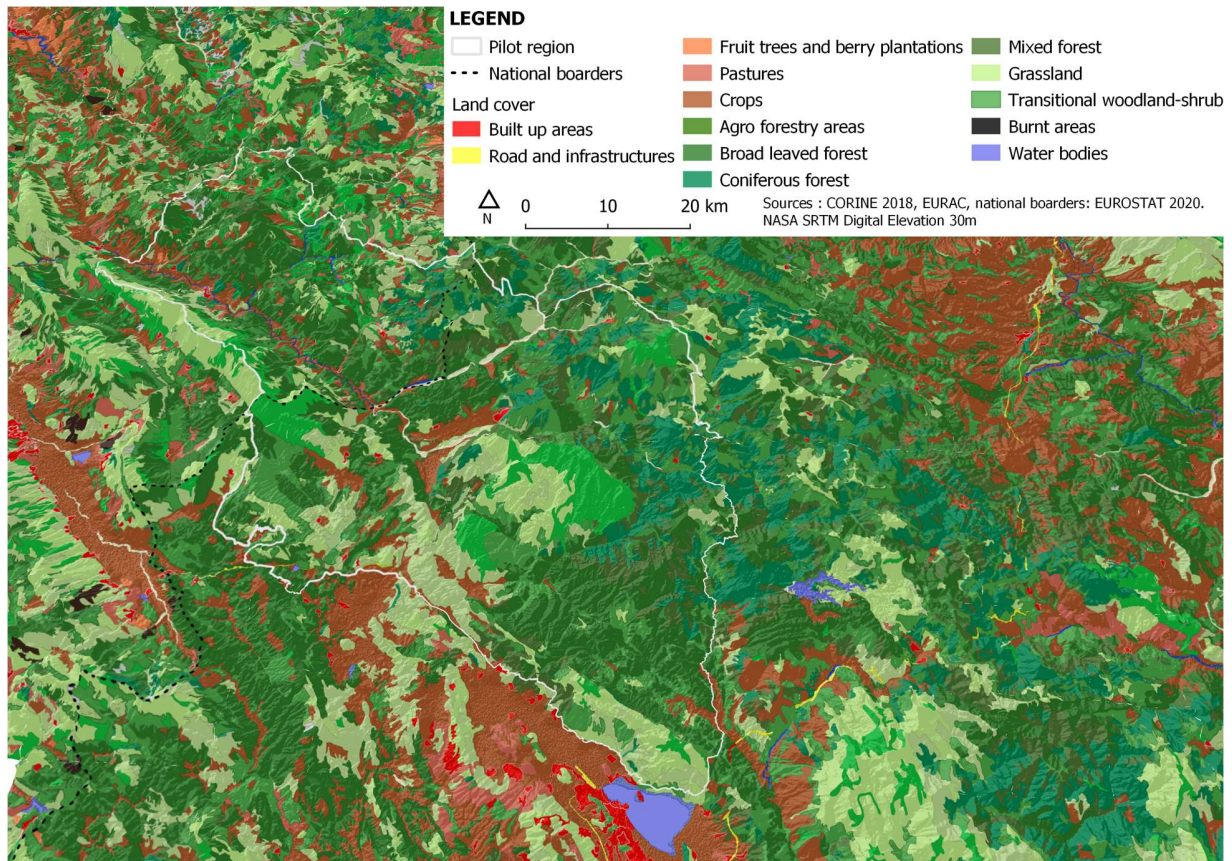 LEGEND
Pilot region
National boarders
Land cover
Built up areas
Road and infrastructures
Fruit trees and berry plantations
Pastures
Crops
Agro forestry areas
Broad leaved forest
Coniferous forest
Mixed forest
Grassland
Transitional woodland-shrub
Burnt areas
Water bodies
N
0 10 20 km
Sources : CORINE 2018, EURAC, national boarders: EUROSTAT 2020.
NASA SRTM Digital Elevation 30m